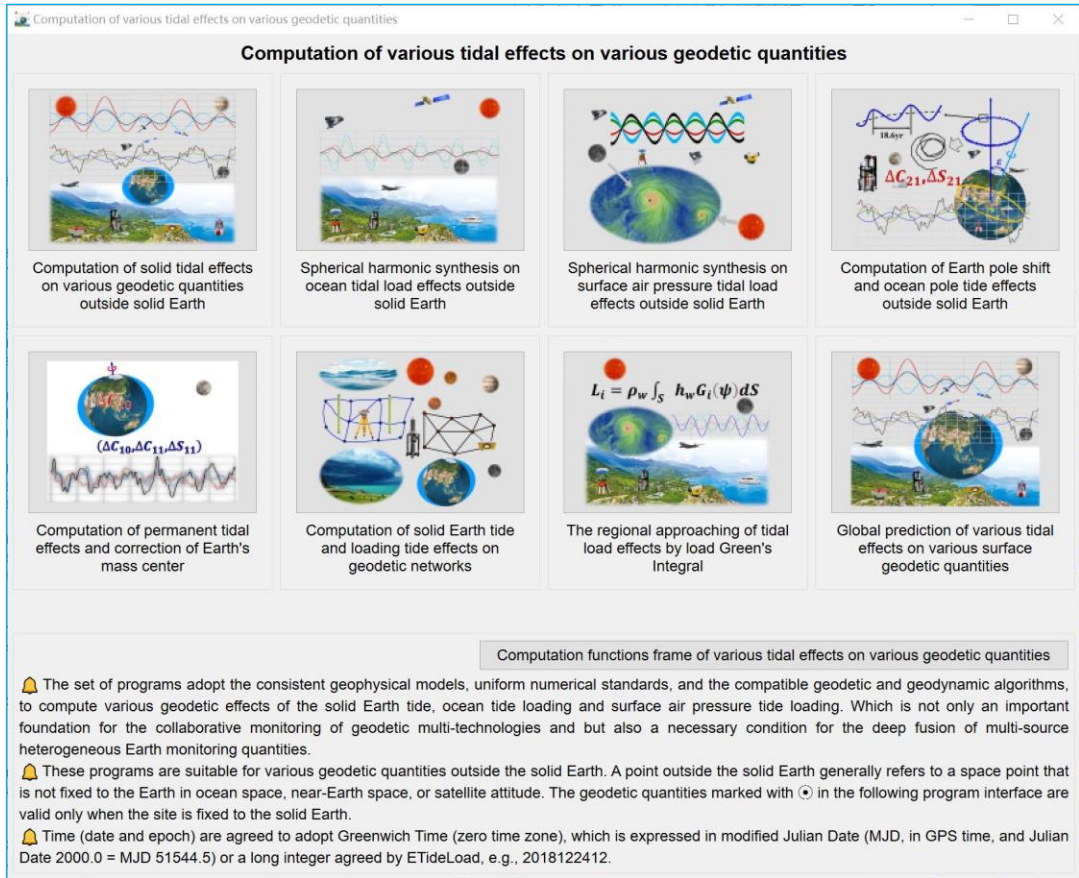 Computation of various tidal effects on various geodetic quantities
Computation of various tidal effects on various geodetic quantities
18.6yr
ε
ΔC21,ΔS21
Computation of solid tidal effects
on various geodetic quantities
outside solid Earth
Spherical harmonic synthesis on
ocean tidal load effects outside
solid Earth
Spherical harmonic synthesis on
surface air pressure tidal load
effects outside solid Earth
Computation of Earth pole shift
and ocean pole tide effects
outside solid Earth
(ΔC10,ΔC11,ΔS11)
Li = ρw ∫S hwGi(ψ)dS
Computation of permanent tidal
effects and correction of Earth's
mass center
Computation of solid Earth tide
and loading tide effects on
geodetic networks
The regional approaching of tidal
load effects by load Green's
Integral
Global prediction of various tidal
effects on various surface
geodetic quantities
Computation functions frame of various tidal effects on various geodetic quantities
The set of programs adopt the consistent geophysical models, uniform numerical standards, and the compatible geodetic and geodynamic algorithms,
to compute various geodetic effects of the solid Earth tide, ocean tide loading and surface air pressure tide loading. Which is not only an important
foundation for the collaborative monitoring of geodetic multi-technologies and but also a necessary condition for the deep fusion of multi-source
heterogeneous Earth monitoring quantities.
These programs are suitable for various geodetic quantities outside the solid Earth. A point outside the solid Earth generally refers to a space point that
is not fixed to the Earth in ocean space, near-Earth space, or satellite attitude. The geodetic quantities marked with ⊙ in the following program interface are
valid only when the site is fixed to the solid Earth.
Time (date and epoch) are agreed to adopt Greenwich Time (zero time zone), which is expressed in modified Julian Date (MJD, in GPS time, and Julian
Date 2000.0 = MJD 51544.5) or a long integer agreed by ETideLoad, e.g., 2018122412.